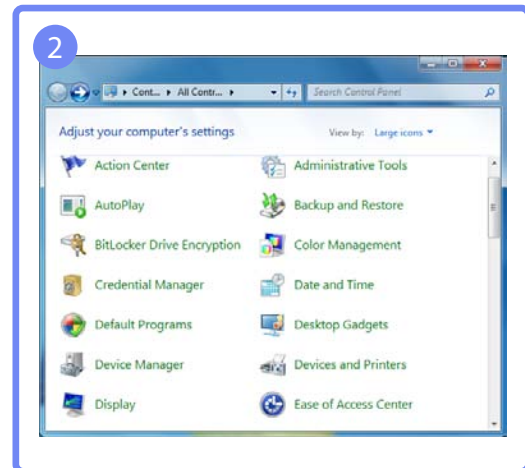 2
Cont... All Contr...
Search Control Panel
Adjust your computer's settings View by: Large icons
Action Center Administrative Tools
AutoPlay Backup and Restore
BitLocker Drive Encryption Color Management
Credential Manager Date and Time
Default Programs Desktop Gadgets
Device Manager Devices and Printers
Display Ease of Access Center